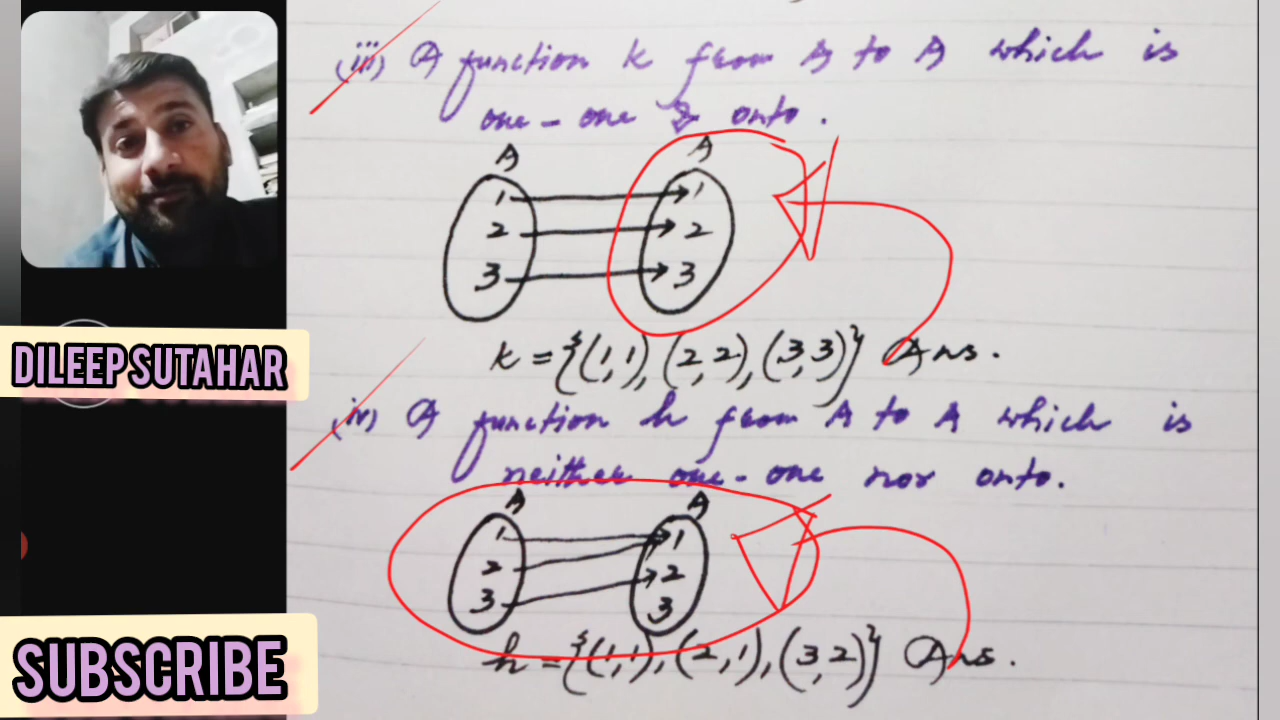 (iii) A function k from A to A which is
one-one & onto.
A A
1 1
2 2
3 3
k = {(1,1), (2,2), (3,3)} Ans.
DILEEP SUTAHAR
(iv) A function h from A to A which is
neither one-one nor onto.
A A
1 1
2 2
3 3
h = {(1,1), (2,1), (3,2)} Ans.
SUBSCRIBE